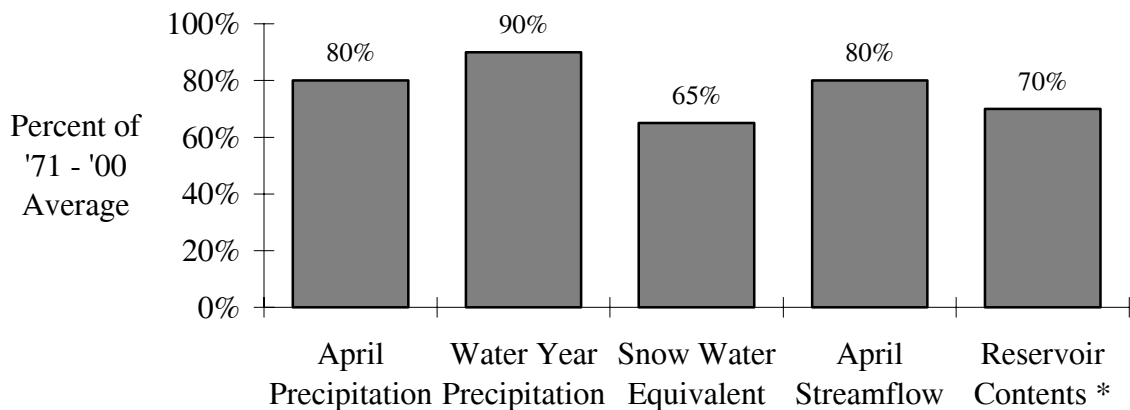 100%
80%
60%
40%
20%
0%
Percent of
'71 - '00
Average
80%
90%
65%
80%
70%
April
Precipitation
Water Year
Precipitation
Snow Water
Equivalent
April
Streamflow
Reservoir
Contents *